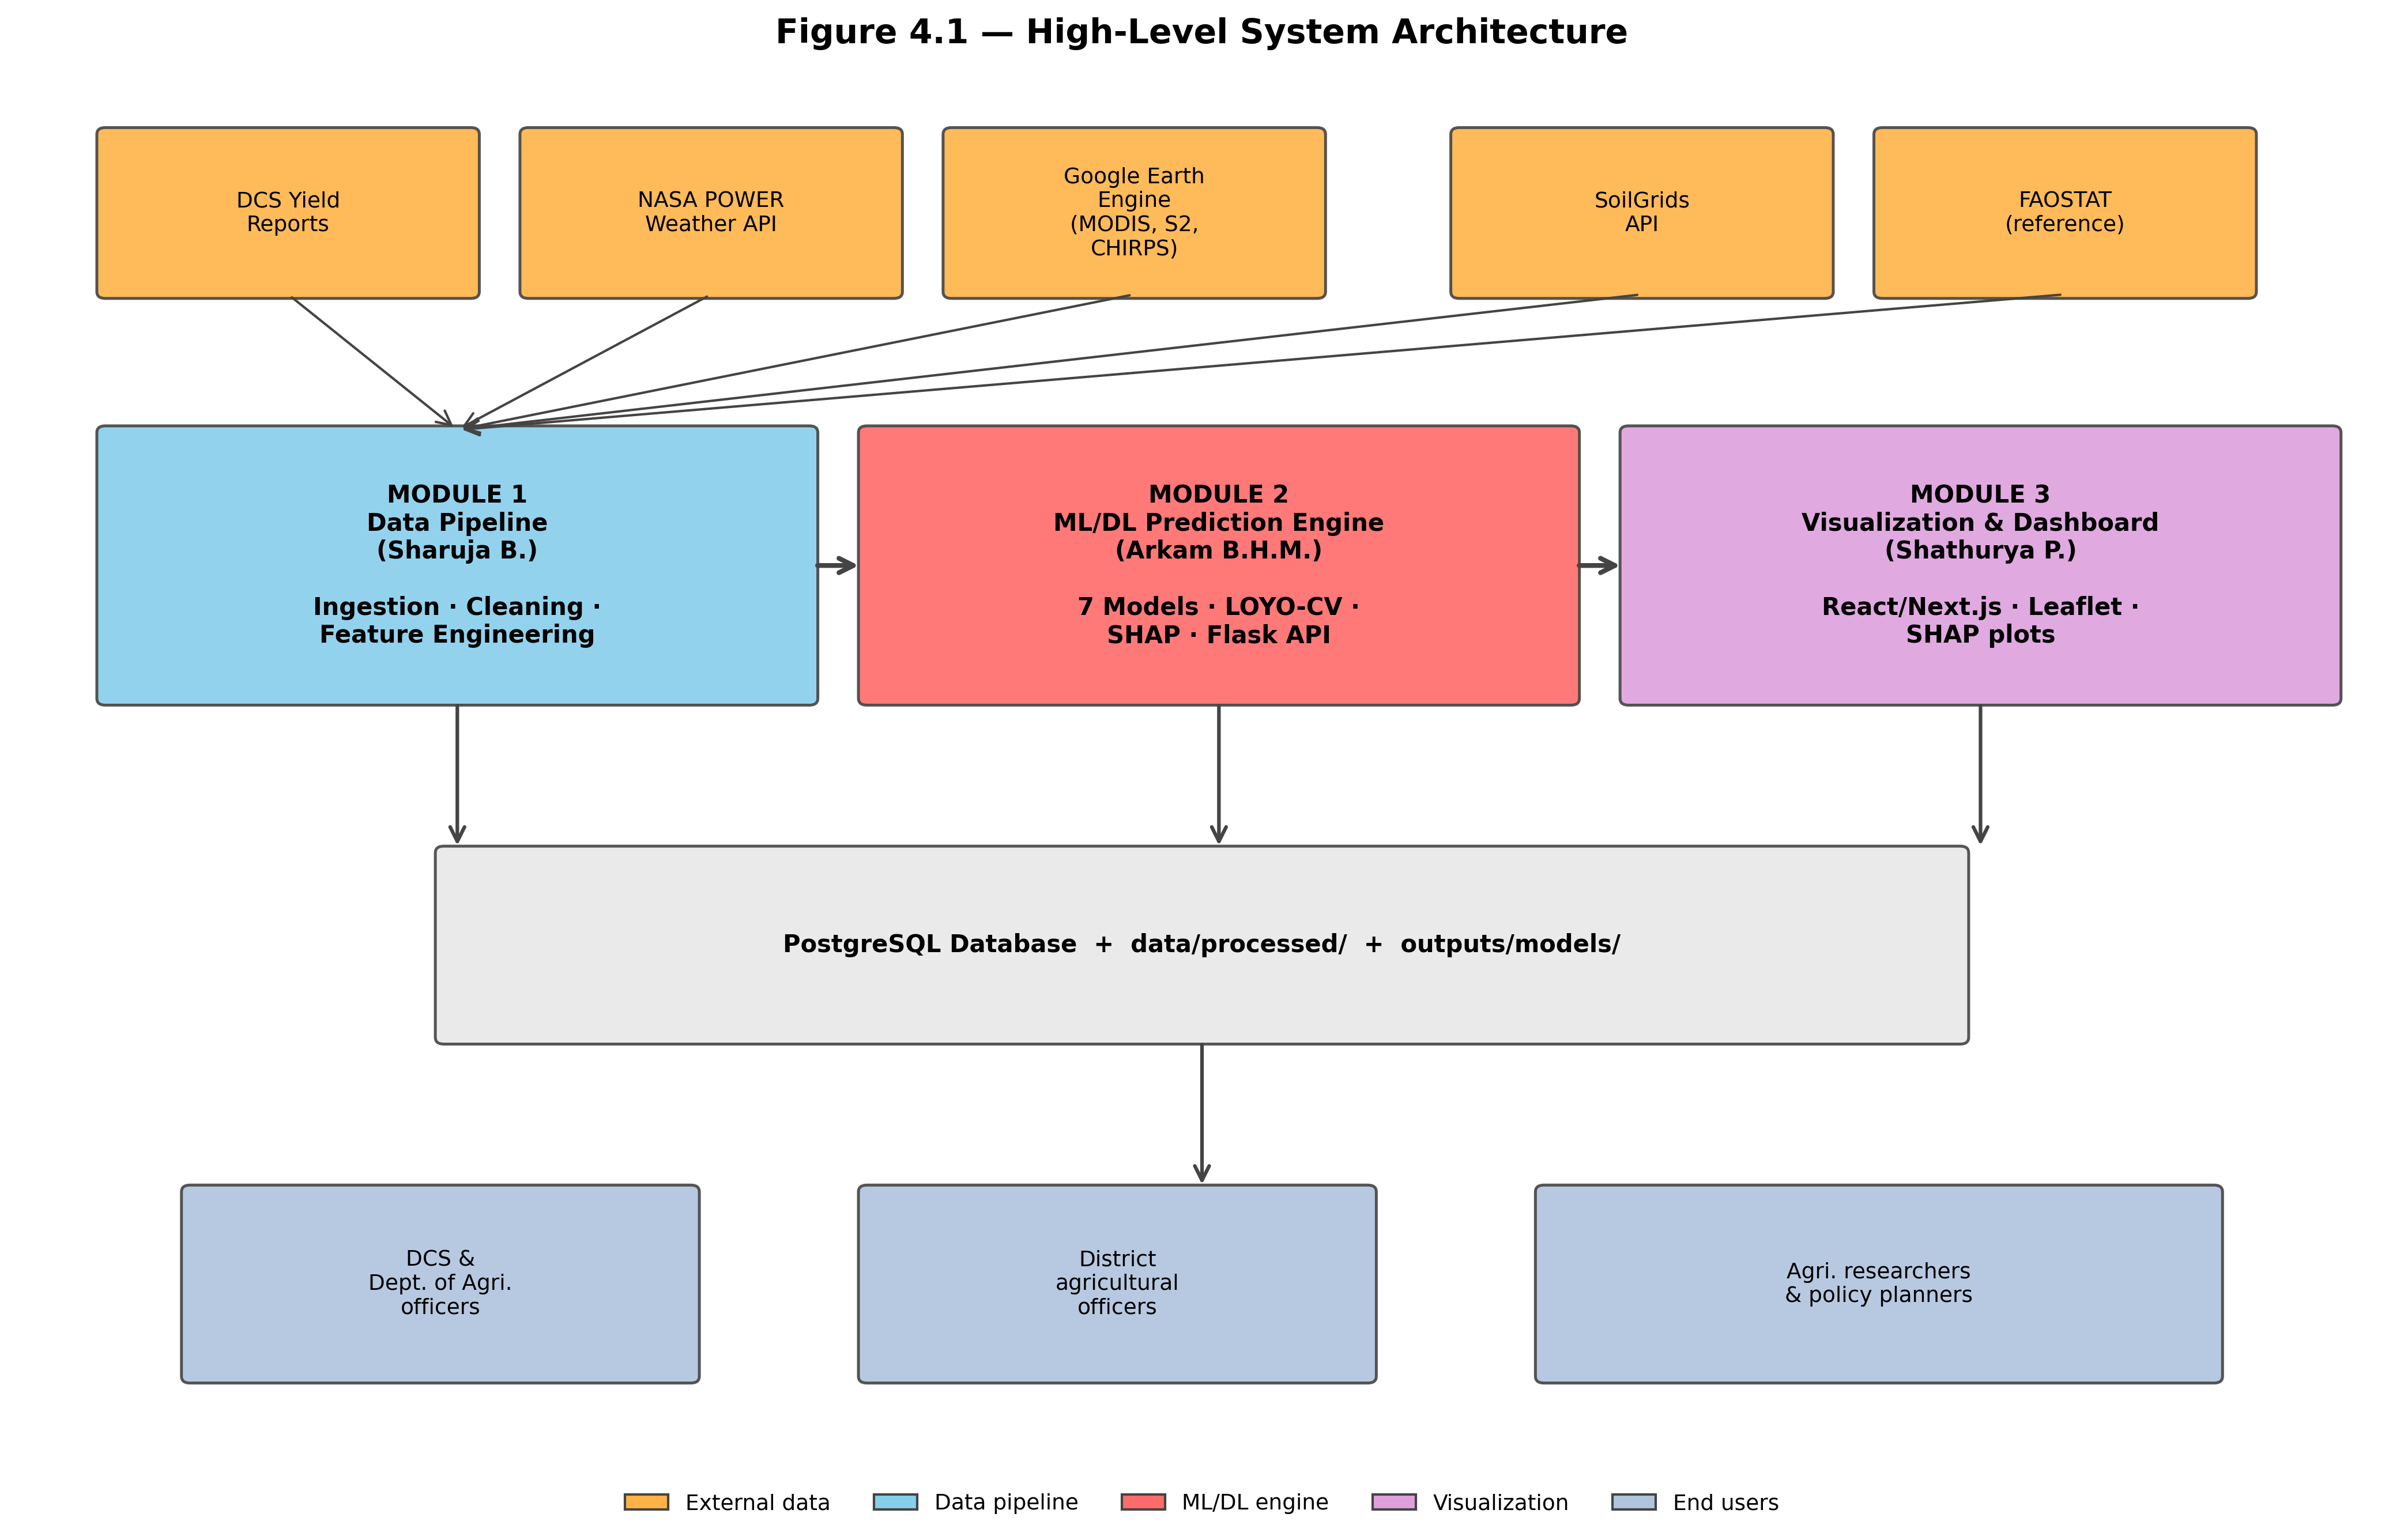 Figure 4.1 — High-Level System Architecture
DCS Yield
Reports
NASA POWER
Weather API
Google Earth
Engine
(MODIS, S2,
CHIRPS)
SoilGrids
API
FAOSTAT
(reference)
MODULE 1
Data Pipeline
(Sharuja B.)
Ingestion · Cleaning ·
Feature Engineering
MODULE 2
ML/DL Prediction Engine
(Arkam B.H.M.)
7 Models · LOYO-CV ·
SHAP · Flask API
MODULE 3
Visualization & Dashboard
(Shathurya P.)
React/Next.js · Leaflet ·
SHAP plots
PostgreSQL Database + data/processed/ + outputs/models/
DCS &
Dept. of Agri.
officers
District
agricultural
officers
Agri. researchers
& policy planners
External data
Data pipeline
ML/DL engine
Visualization
End users